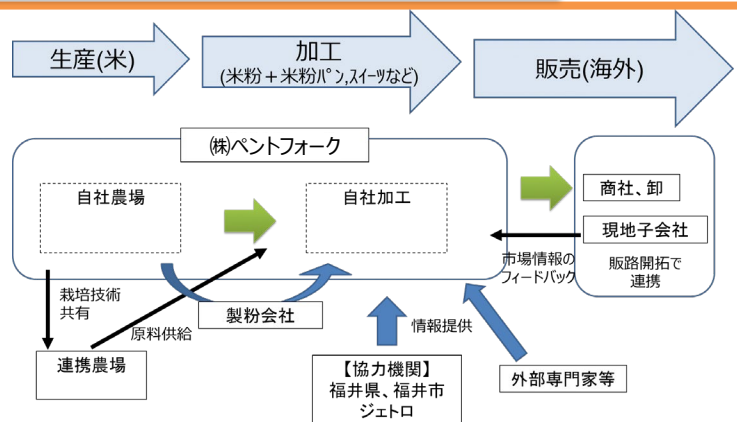 生産(米)
加工
(米粉＋米粉パン,スイーツなど)
販売(海外)
㈱ペントフォーク
自社農場
自社加工
商社、卸
現地子会社
市場情報の
フィードバック
販路開拓で
連携
栽培技術
共有
原料供給
製粉会社
情報提供
連携農場
【協力機関】
福井県、福井市
ジェトロ
外部専門家等